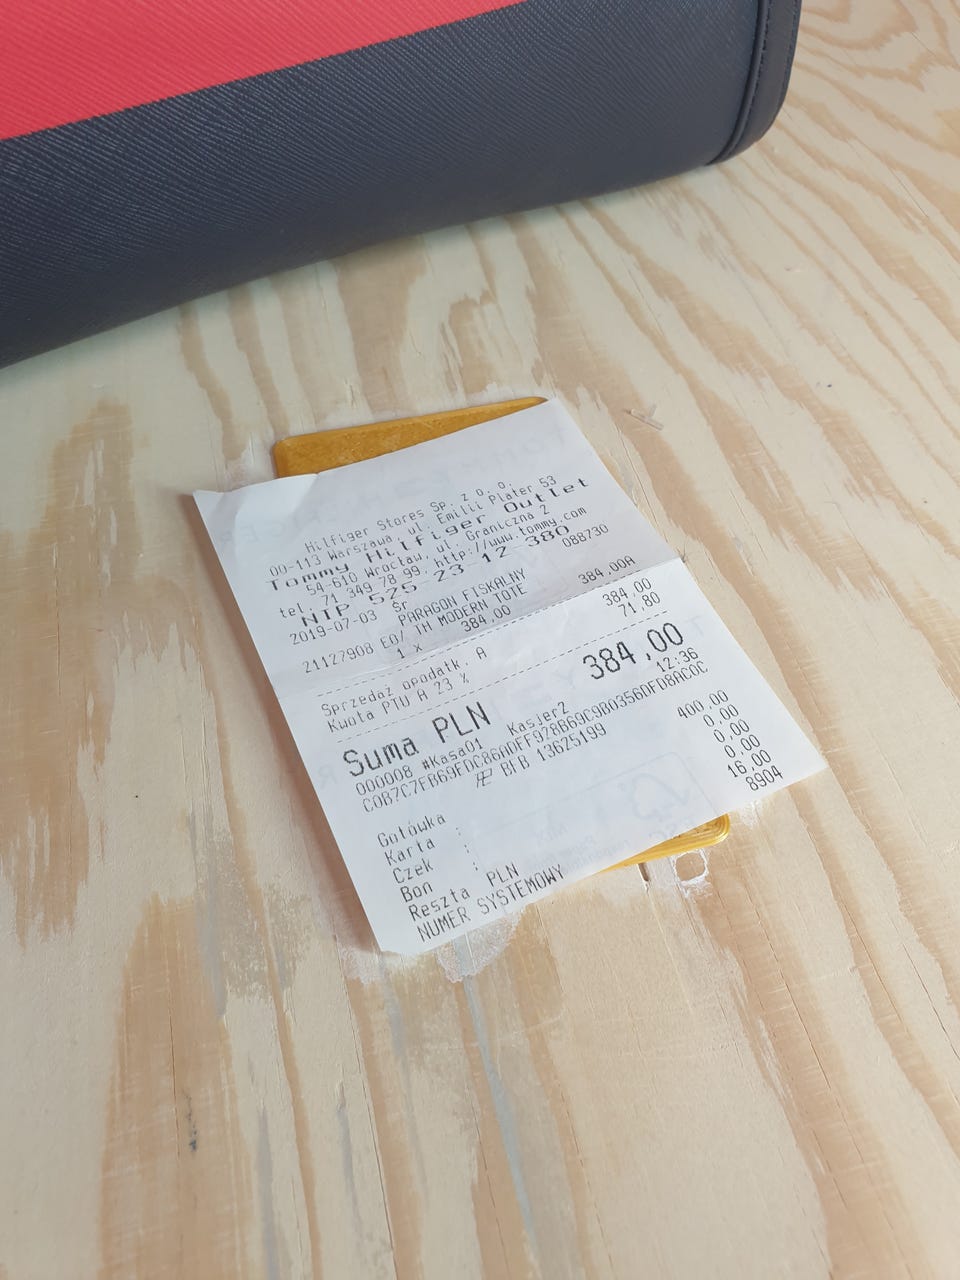 Hilfiger Stores Sp. z o. o.
00-113 Warszawa, ul. Emilii Plater 53
Tommy Hilfiger Outlet
54-610 Wrocław, ul. Graniczna 2
tel. 71 349 78 99, http://www.tommy.com
NIP 525-23-12-380
2019-07-03 Śr 088730
PARAGON FISKALNY
21127908 EO/ TH MODERN TOTE
1 x 384,00 384,00A
Sprzedaż opodatk. A 384,00
Kwota PTU A 23 % 71,80
Suma PLN 384,00
000008 #Kasa01 Kasjer2 12:36
BFB 13625199
Gotówka : 400,00
Karta : 0,00
Czek : 0,00
Bon : 0,00
Reszta PLN 16,00
NUMER SYSTEMOWY 8904